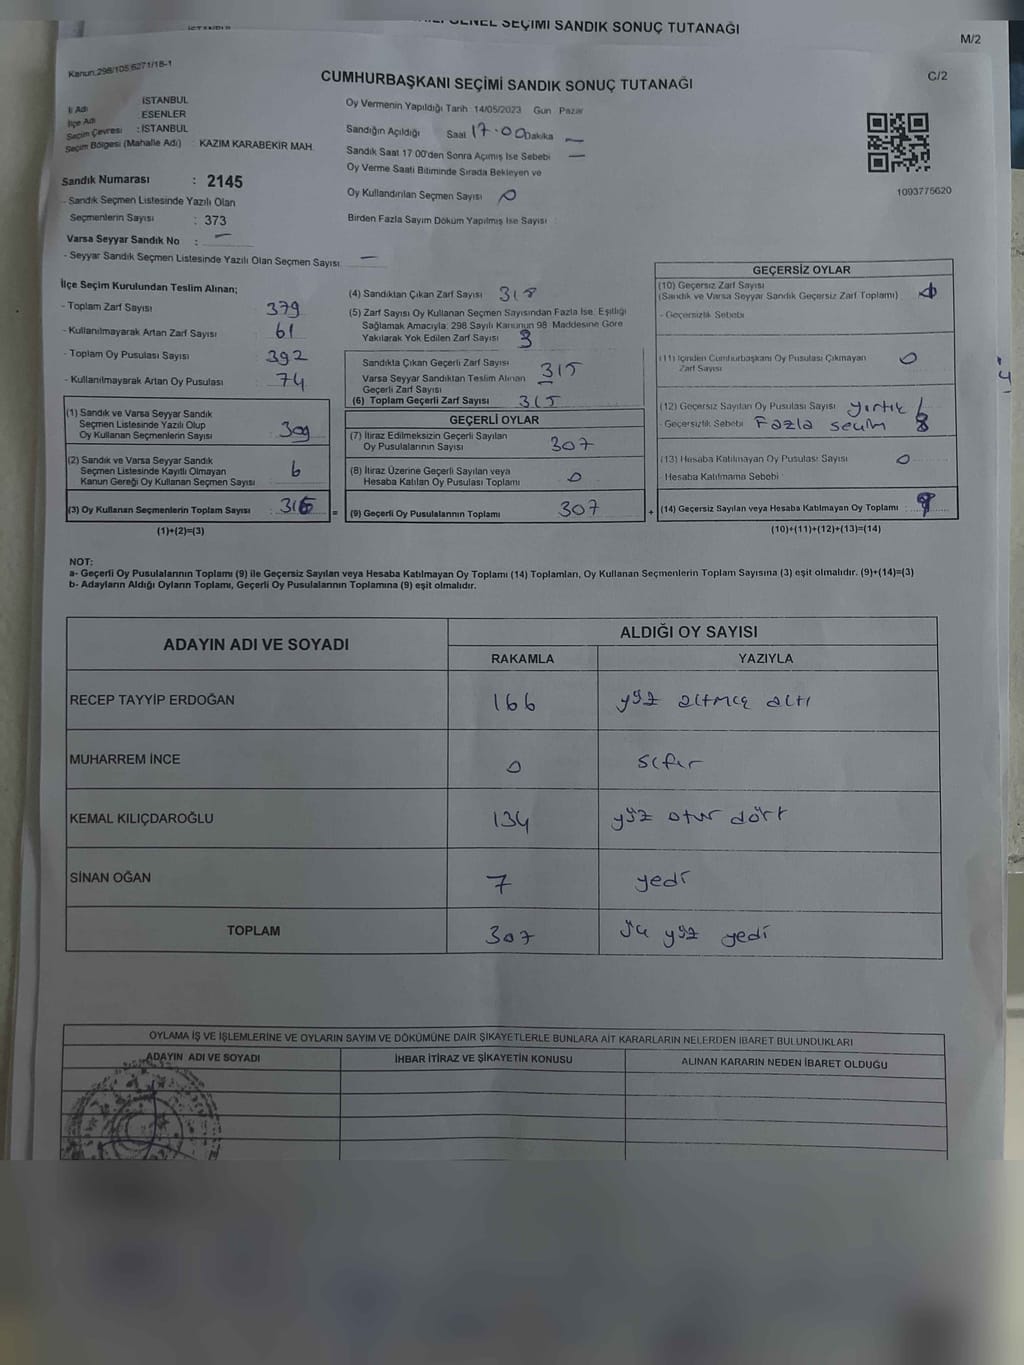 GENEL SEÇİMİ SANDIK SONUÇ TUTANAĞI
M/2
Kanun:298/105;6271/18-1
CUMHURBAŞKANI SEÇİMİ SANDIK SONUÇ TUTANAĞI
C/2
İl Adı İSTANBUL
İlçe Adı ESENLER
Seçim Çevresi : İSTANBUL
Seçim Bölgesi (Mahalle Adı) : KAZIM KARABEKİR MAH.
Sandık Numarası : 2145
- Sandık Seçmen Listesinde Yazılı Olan
Seçmenlerin Sayısı : 373
Varsa Seyyar Sandık No : —
- Seyyar Sandık Seçmen Listesinde Yazılı Olan Seçmen Sayısı —
Oy Vermenin Yapıldığı Tarih : 14/05/2023 Gün : Pazar
Sandığın Açıldığı Saat 17.00 Dakika —
Sandık Saat 17:00'den Sonra Açımış İse Sebebi —
Oy Verme Saati Bitiminde Sırada Bekleyen ve
Oy Kullandırılan Seçmen Sayısı 0
Birden Fazla Sayım Döküm Yapılmış İse Sayısı :
1093775620
İlçe Seçim Kurulundan Teslim Alınan;
- Toplam Zarf Sayısı : 379
- Kullanılmayarak Artan Zarf Sayısı : 61
- Toplam Oy Pusulası Sayısı : 392
- Kullanılmayarak Artan Oy Pusulası : 74
(1) Sandık ve Varsa Seyyar Sandık
Seçmen Listesinde Yazılı Olup
Oy Kullanan Seçmenlerin Sayısı 309
(2) Sandık ve Varsa Seyyar Sandık
Seçmen Listesinde Kayıtlı Olmayan
Kanun Gereği Oy Kullanan Seçmen Sayısı 6
(3) Oy Kullanan Seçmenlerin Toplam Sayısı
(1)+(2)=(3)
(4) Sandıktan Çıkan Zarf Sayısı 318
(5) Zarf Sayısı Oy Kullanan Seçmen Sayısından Fazla İse, Eşitliği
Sağlamak Amacıyla, 298 Sayılı Kanunun 98. Maddesine Göre
Yakılarak Yok Edilen Zarf Sayısı 3
Sandıkta Çıkan Geçerli Zarf Sayısı 315
Varsa Seyyar Sandıktan Teslim Alınan
Geçerli Zarf Sayısı —
(6) Toplam Geçerli Zarf Sayısı 315
GEÇERLİ OYLAR
(7) İtiraz Edilmeksizin Geçerli Sayılan
Oy Pusulalarının Sayısı 307
(8) İtiraz Üzerine Geçerli Sayılan veya
Hesaba Katılan Oy Pusulası Toplamı 0
= (9) Geçerli Oy Pusulalarının Toplamı 307
GEÇERSİZ OYLAR
(10) Geçersiz Zarf Sayısı
(Sandık ve Varsa Seyyar Sandık Geçersiz Zarf Toplamı)
- Geçersizlik Sebebi
(11) İçinden Cumhurbaşkanı Oy Pusulası Çıkmayan
Zarf Sayısı 0
(12) Geçersiz Sayılan Oy Pusulası Sayısı yırtık
- Geçersizlik Sebebi Fazla seçim 8
(13) Hesaba Katılmayan Oy Pusulası Sayısı 0
- Hesaba Katılmama Sebebi :
+ (14) Geçersiz Sayılan veya Hesaba Katılmayan Oy Toplamı :
(10)+(11)+(12)+(13)=(14)
NOT:
a- Geçerli Oy Pusulalarının Toplamı (9) ile Geçersiz Sayılan veya Hesaba Katılmayan Oy Toplamı (14) Toplamları, Oy Kullanan Seçmenlerin Toplam Sayısına (3) eşit olmalıdır. (9)+(14)=(3)
b- Adayların Aldığı Oyların Toplamı, Geçerli Oy Pusulalarının Toplamına (9) eşit olmalıdır.
ADAYIN ADI VE SOYADI ALDIĞI OY SAYISI
RAKAMLA YAZIYLA
RECEP TAYYİP ERDOĞAN 166 yüz altmış altı
MUHARREM İNCE 0 sıfır
KEMAL KILIÇDAROĞLU 134 yüz otuz dört
SİNAN OĞAN 7 yedi
TOPLAM 307 üç yüz yedi
OYLAMA İŞ VE İŞLEMLERİNE VE OYLARIN SAYIM VE DÖKÜMÜNE DAİR ŞİKAYETLERLE BUNLARA AİT KARARLARIN NELERDEN İBARET BULUNDUKLARI
ADAYIN ADI VE SOYADI İHBAR İTİRAZ VE ŞİKAYETİN KONUSU ALINAN KARARIN NEDEN İBARET OLDUĞU